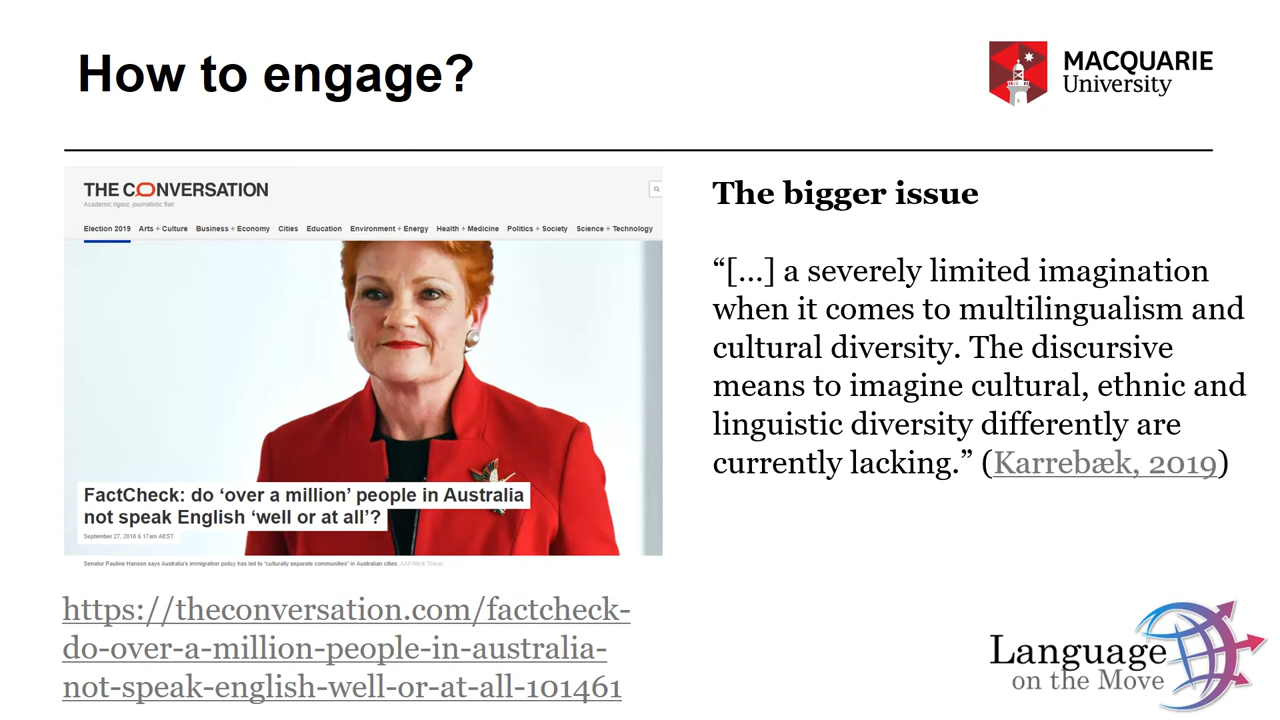 How to engage?
MACQUARIE
University
THE CONVERSATION
Academic rigour, journalistic flair
Election 2019 Arts + Culture Business + Economy Cities Education Environment + Energy Health + Medicine Politics + Society Science + Technology
FactCheck: do ‘over a million’ people in Australia
not speak English ‘well or at all’?
September 27, 2018 6.17am AEST
Senator Pauline Hanson says Australia's immigration policy has led to 'culturally separate communities' in Australian cities. AAP/Mick Tsikas
https://theconversation.com/factcheck-
do-over-a-million-people-in-australia-
not-speak-english-well-or-at-all-101461
The bigger issue
“[…] a severely limited imagination
when it comes to multilingualism and
cultural diversity. The discursive
means to imagine cultural, ethnic and
linguistic diversity differently are
currently lacking.” (Karrebæk, 2019)
Language
on the Move